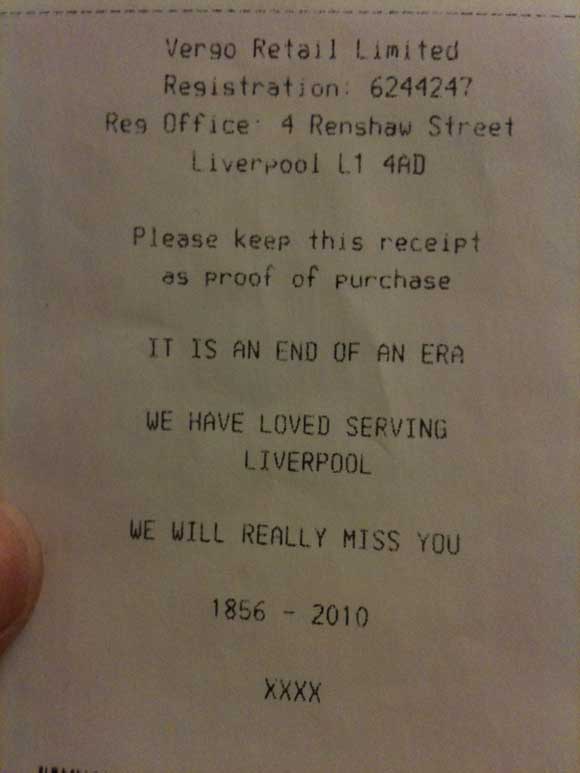 Vergo Retail Limited
Registration: 6244247
Reg Office: 4 Renshaw Street
Liverpool L1 4AD
Please keep this receipt
as proof of purchase
IT IS AN END OF AN ERA
WE HAVE LOVED SERVING
LIVERPOOL
WE WILL REALLY MISS YOU
1856 - 2010
XXXX